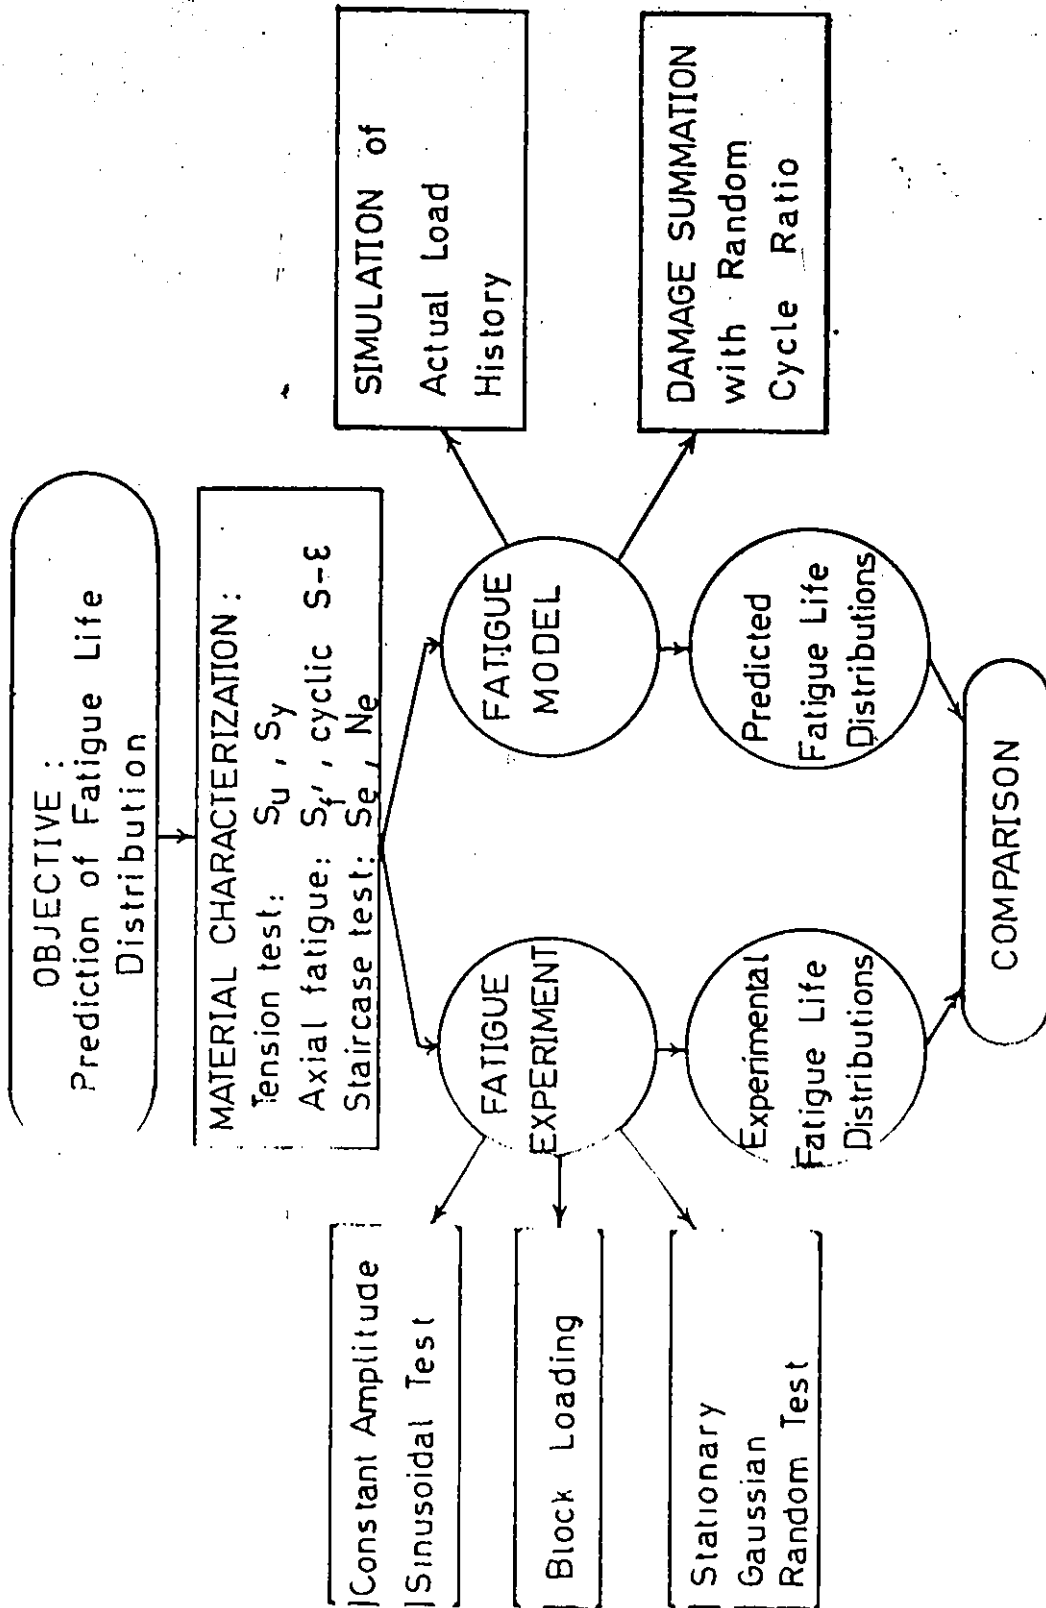 OBJECTIVE :
Prediction of Fatigue Life
Distribution
MATERIAL CHARACTERIZATION :
Tension test: Su , Sy
Axial fatigue: Sf', cyclic S-ε
Staircase test: Se , Ne
FATIGUE
EXPERIMENT
FATIGUE
MODEL
Constant Amplitude
Sinusoidal Test
Block Loading
Stationary
Gaussian
Random Test
SIMULATION of
Actual Load
History
DAMAGE SUMMATION
with Random
Cycle Ratio
Experimental
Fatigue Life
Distributions
Predicted
Fatigue Life
Distributions
COMPARISON